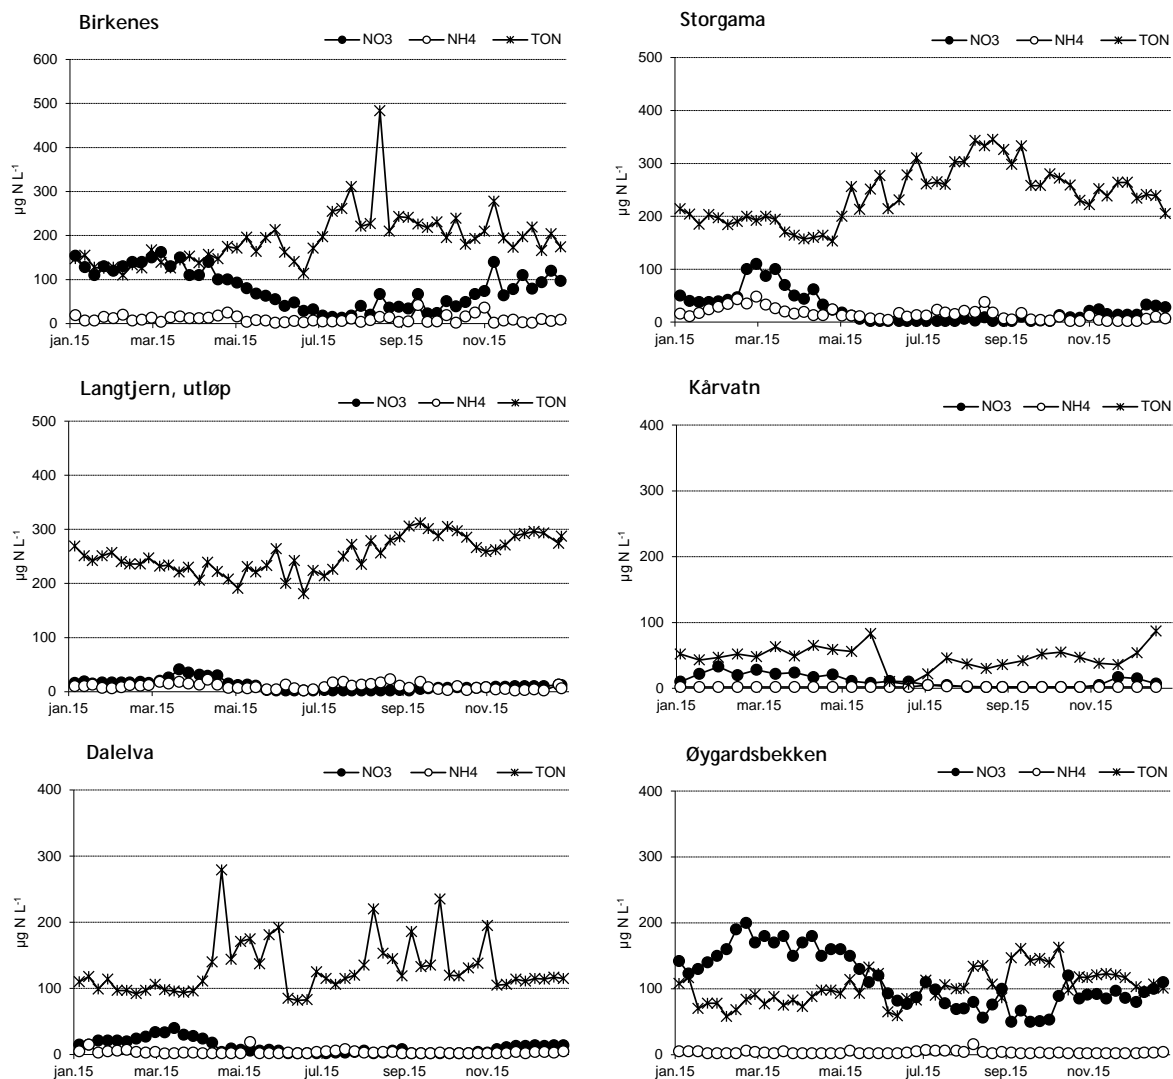 Birkenes
NO3 NH4 TON
600
500
400
300
200
100
0
µg N L-1
jan.15 mar.15 mai.15 jul.15 sep.15 nov.15
Storgama
NO3 NH4 TON
500
400
300
200
100
0
µg N L-1
jan.15 mar.15 mai.15 jul.15 sep.15 nov.15
Langtjern, utløp
NO3 NH4 TON
500
400
300
200
100
0
µg N L-1
jan.15 mar.15 mai.15 jul.15 sep.15 nov.15
Kårvatn
NO3 NH4 TON
400
300
200
100
0
µg N L-1
jan.15 mar.15 mai.15 jul.15 sep.15 nov.15
Dalelva
NO3 NH4 TON
400
300
200
100
0
µg N L-1
jan.15 mar.15 mai.15 jul.15 sep.15 nov.15
Øygardsbekken
NO3 NH4 TON
400
300
200
100
0
µg N L-1
jan.15 mar.15 mai.15 jul.15 sep.15 nov.15